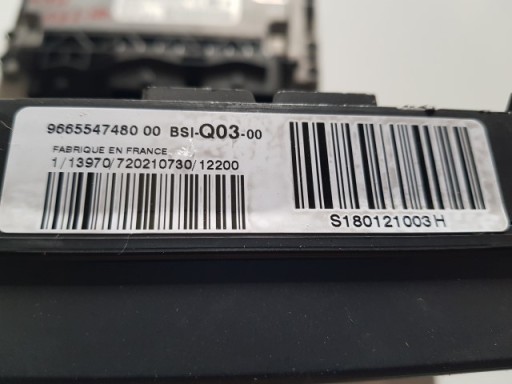 9665547480 00 BSI-Q03-00
FABRIQUE EN FRANCE
1/13970/720210730/12200
S180121003H